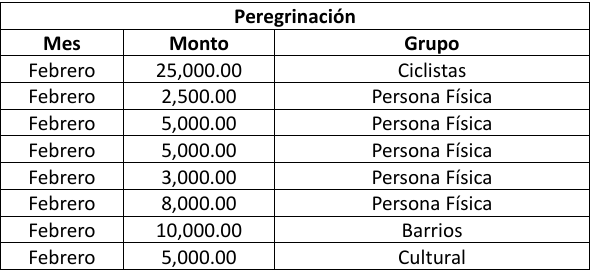 Peregrinación
Mes Monto Grupo
Febrero 25,000.00 Ciclistas
Febrero 2,500.00 Persona Física
Febrero 5,000.00 Persona Física
Febrero 5,000.00 Persona Física
Febrero 3,000.00 Persona Física
Febrero 8,000.00 Persona Física
Febrero 10,000.00 Barrios
Febrero 5,000.00 Cultural